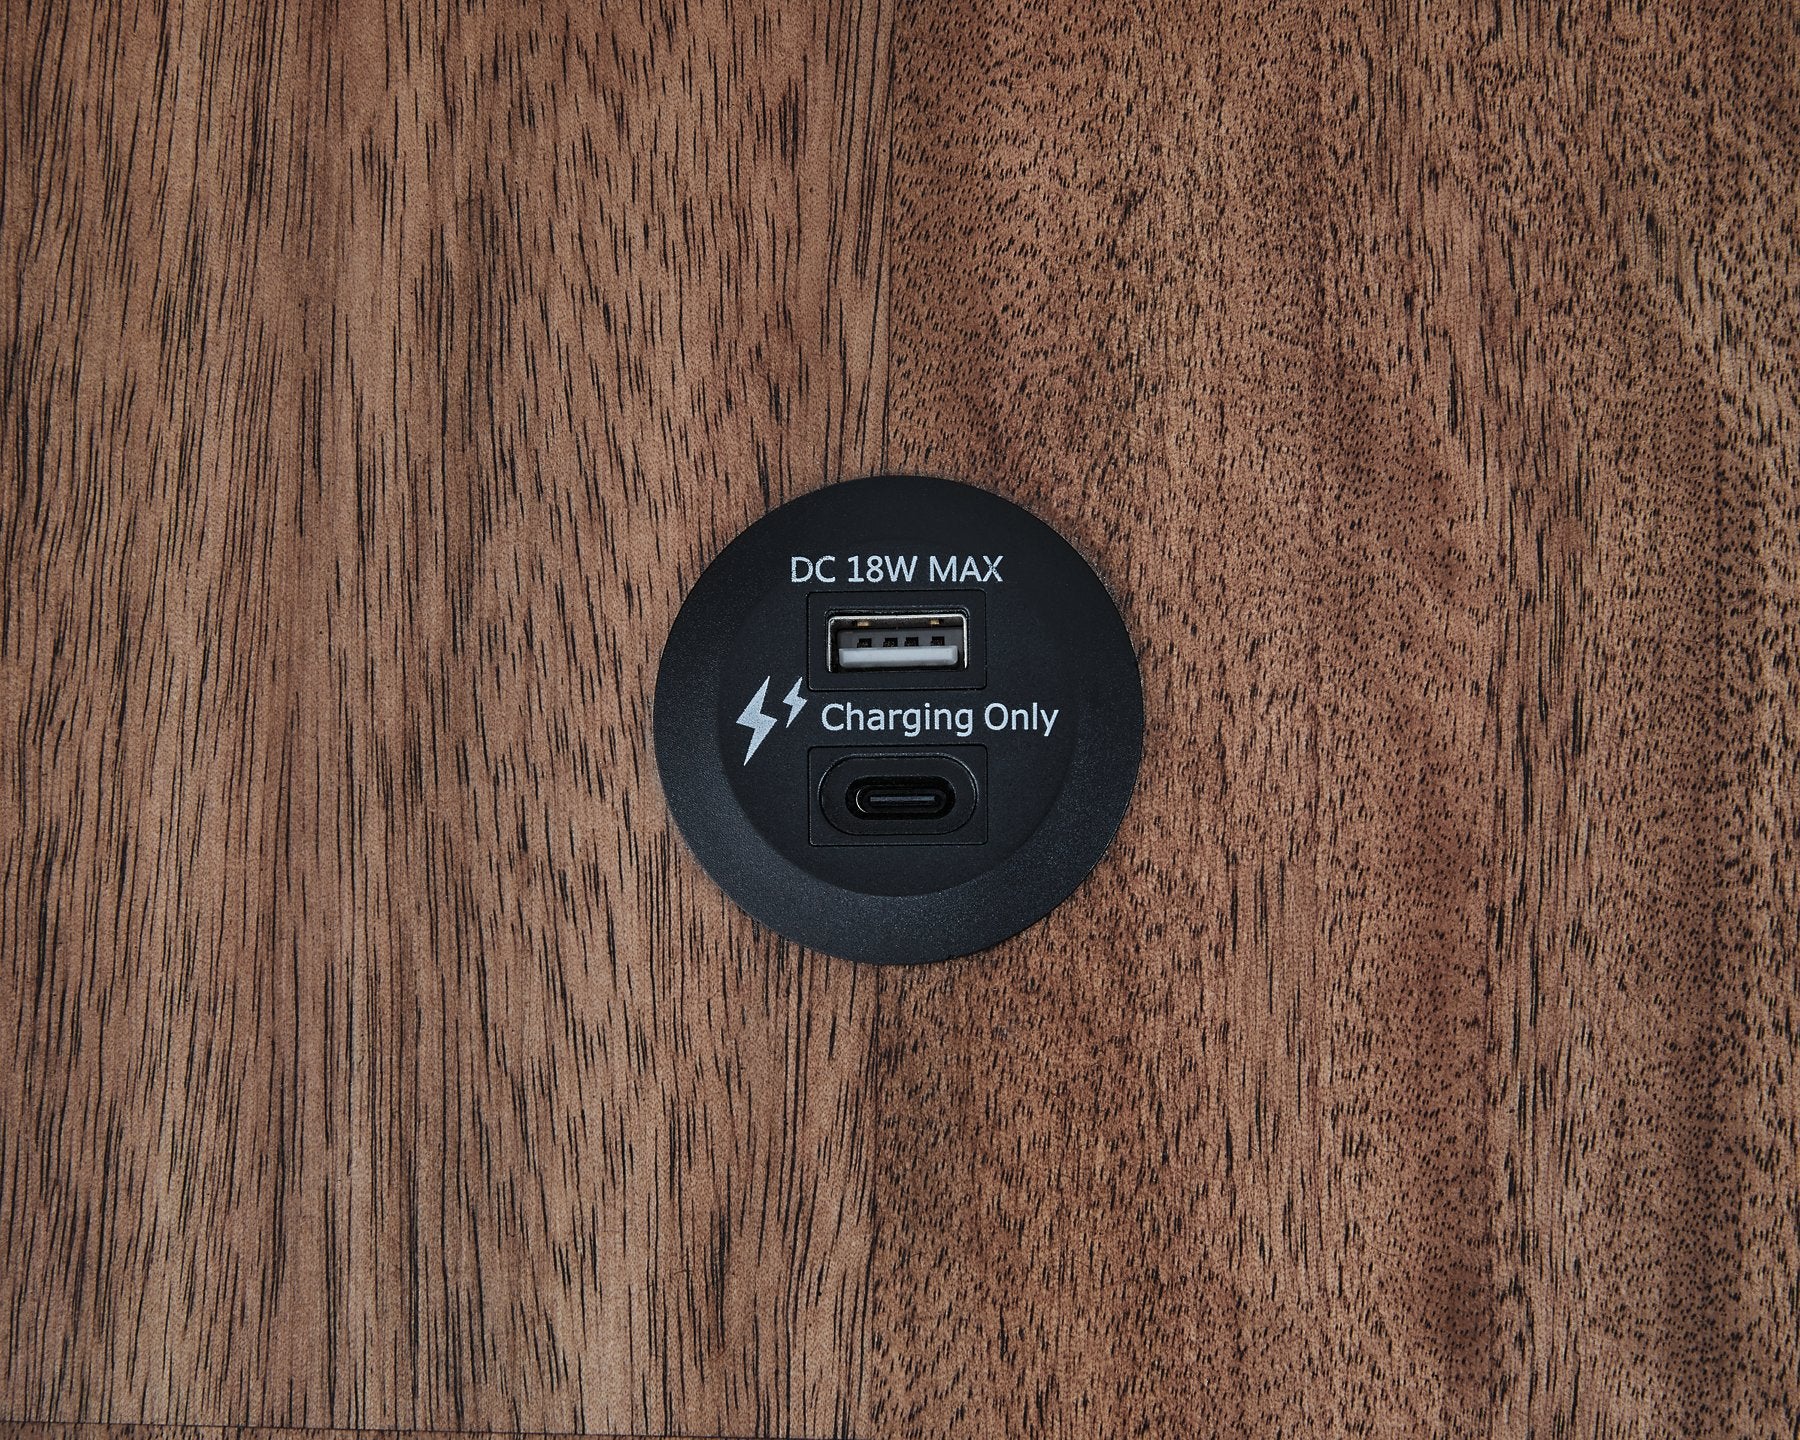 DC 18W MAX
Charging Only